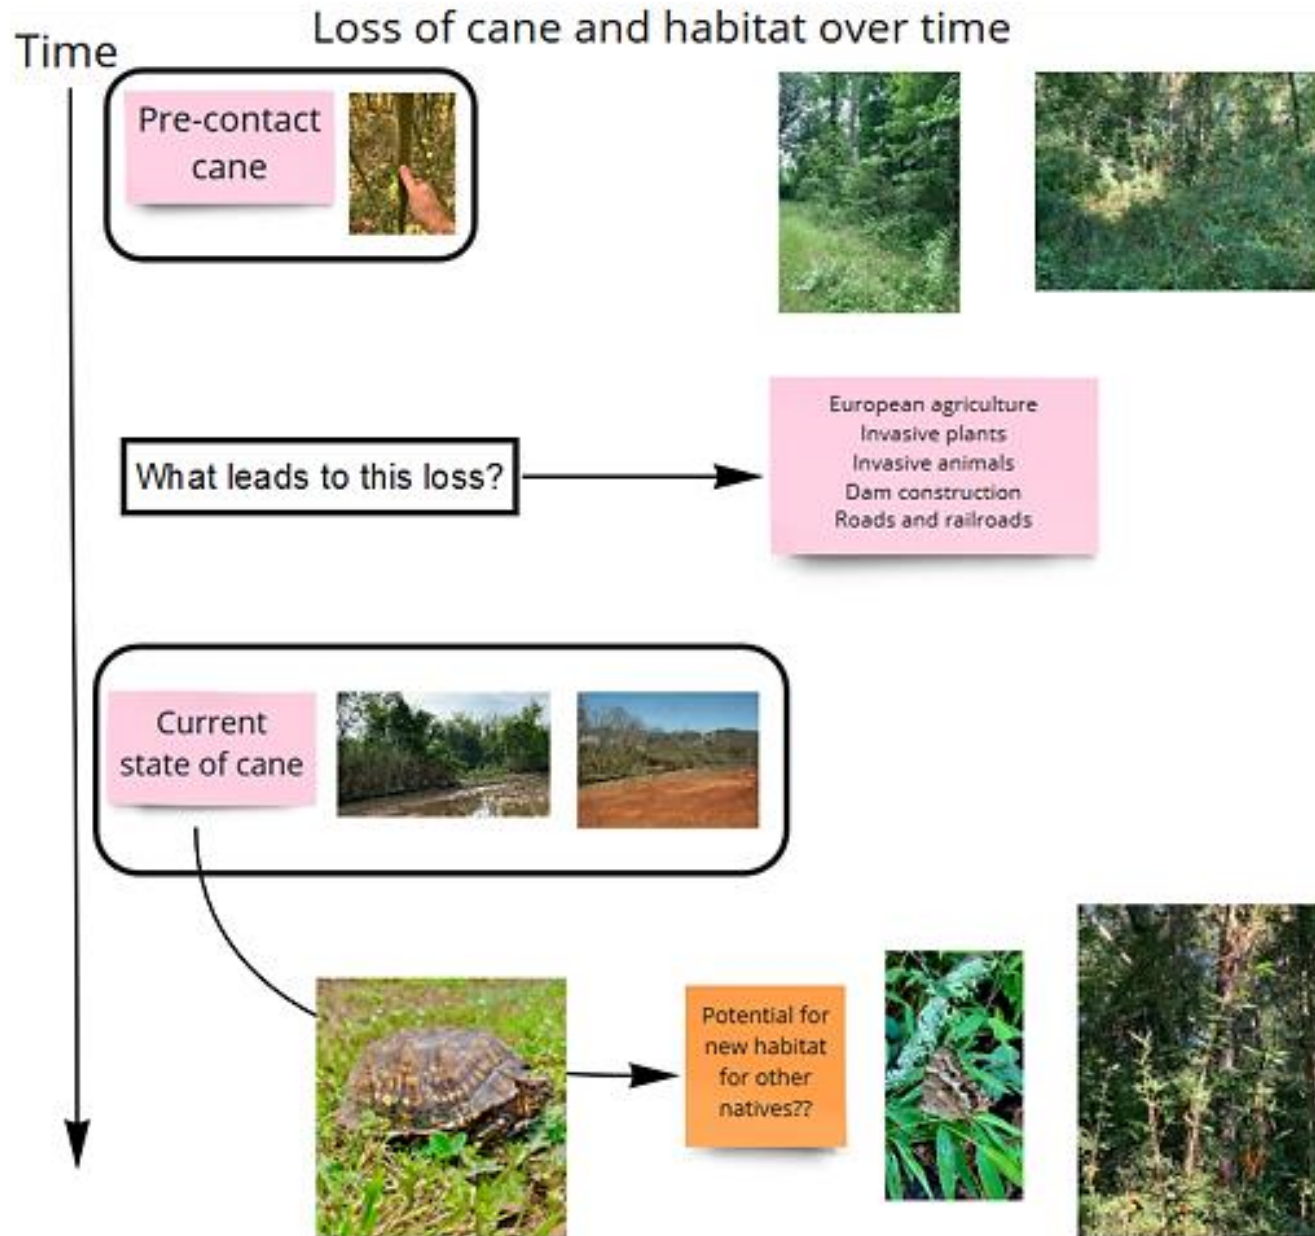 Loss of cane and habitat over time
Time
Pre-contact
cane
What leads to this loss?
European agriculture
Invasive plants
Invasive animals
Dam construction
Roads and railroads
Current
state of cane
Potential for
new habitat
for other
natives??